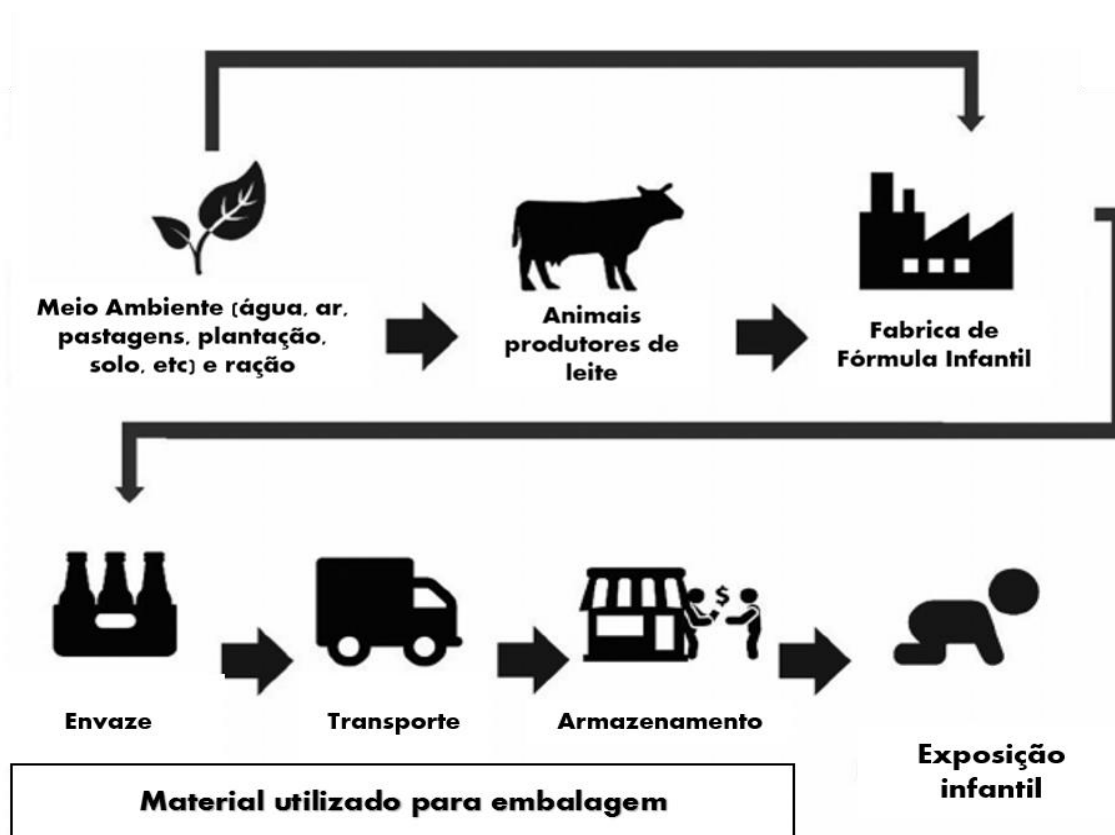 Meio Ambiente (água, ar,
pastagens, plantação,
solo, etc) e ração
Animais
produtores de
leite
Fabrica de
Fórmula Infantil
$
Envaze
Transporte
Armazenamento
Exposição
infantil
Material utilizado para embalagem